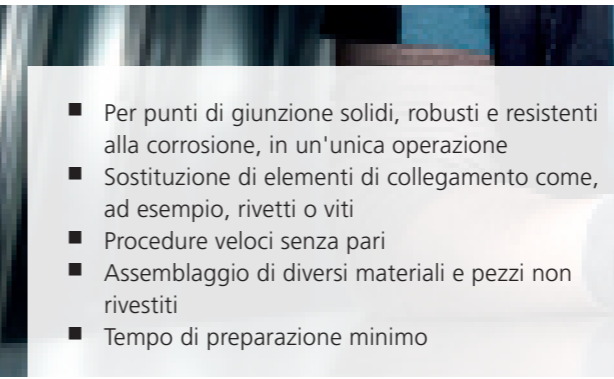 ■ Per punti di giunzione solidi, robusti e resistenti
alla corrosione, in un'unica operazione
■ Sostituzione di elementi di collegamento come,
ad esempio, rivetti o viti
■ Procedure veloci senza pari
■ Assemblaggio di diversi materiali e pezzi non
rivestiti
■ Tempo di preparazione minimo